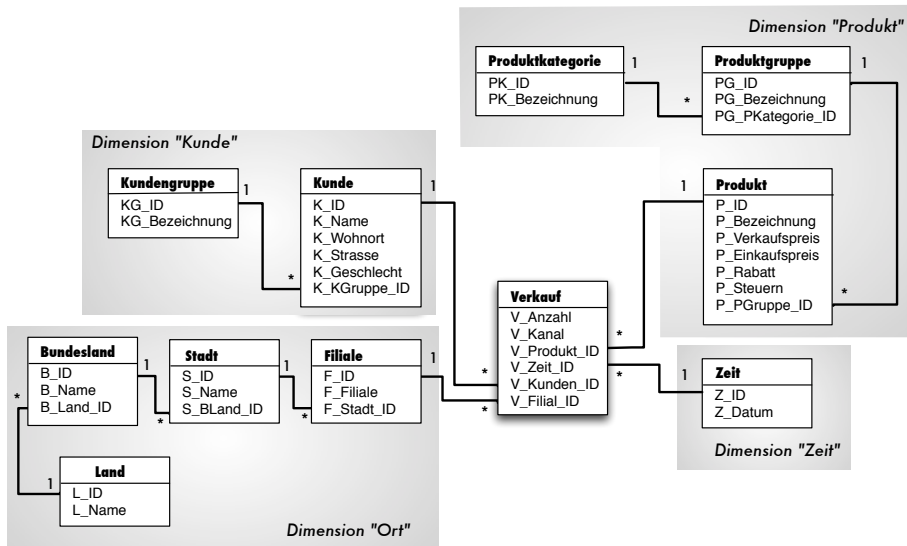 Dimension "Produkt"
Produktkategorie
PK_ID
PK_Bezeichnung
1
*
Produktgruppe
PG_ID
PG_Bezeichnung
PG_PKategorie_ID
1
Produkt
P_ID
P_Bezeichnung
P_Verkaufspreis
P_Einkaufspreis
P_Rabatt
P_Steuern
P_PGruppe_ID
1
*
Dimension "Kunde"
Kundengruppe
KG_ID
KG_Bezeichnung
1
*
Kunde
K_ID
K_Name
K_Wohnort
K_Strasse
K_Geschlecht
K_KGruppe_ID
1
Verkauf
V_Anzahl
V_Kanal
V_Produkt_ID
V_Zeit_ID
V_Kunden_ID
V_Filial_ID
*
*
*
*
Bundesland
B_ID
B_Name
B_Land_ID
*
1
Stadt
S_ID
S_Name
S_BLand_ID
*
1
Filiale
F_ID
F_Filiale
F_Stadt_ID
*
1
Land
L_ID
L_Name
1
Dimension "Ort"
Zeit
Z_ID
Z_Datum
1
Dimension "Zeit"